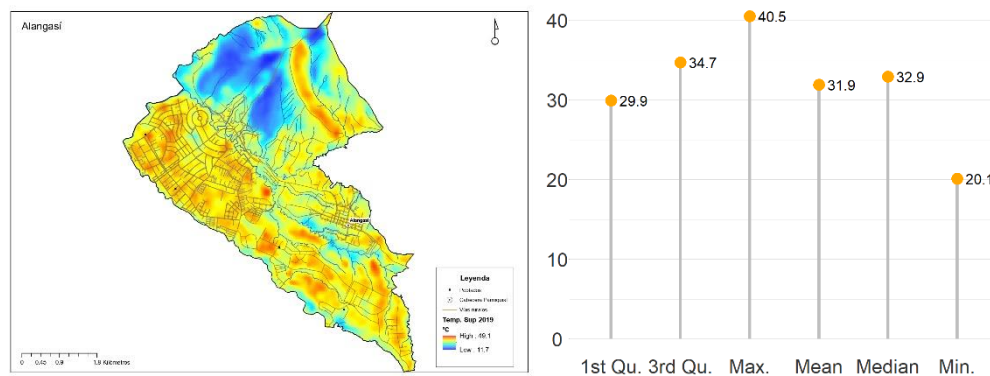 Alangasí
Alangasí
Leyenda
Poblados
Cabecera Parroquial
Temp. Sup 2019
°C
High : 49.1
Low : 11.7
0 0.45 0.9 1.8 Kilómetros
40
30
20
10
0
29.9
34.7
40.5
31.9
32.9
20.1
1st Qu. 3rd Qu. Max. Mean Median Min.